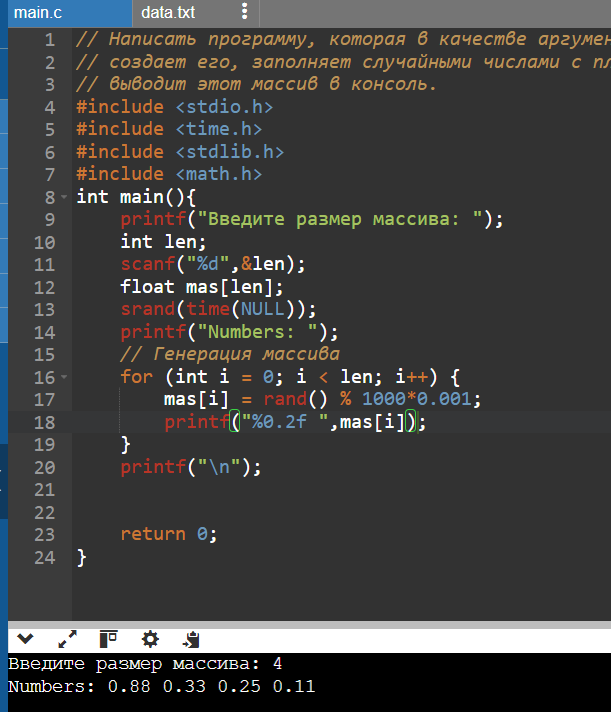 main.c data.txt
1 // Написать программу, которая в качестве
2 // создает его, заполняет случайными числами с
3 // выводит этот массив в консоль.
4 #include <stdio.h>
5 #include <time.h>
6 #include <stdlib.h>
7 #include <math.h>
8 int main(){
9 printf("Введите размер массива: ");
10 int len;
11 scanf("%d",&len);
12 float mas[len];
13 srand(time(NULL));
14 printf("Numbers: ");
15 // Генерация массива
16 for (int i = 0; i < len; i++) {
17 mas[i] = rand() % 1000*0.001;
18 printf("%0.2f ",mas[i]);
19 }
20 printf("\n");
21
22
23 return 0;
24 }
Введите размер массива: 4
Numbers: 0.88 0.33 0.25 0.11